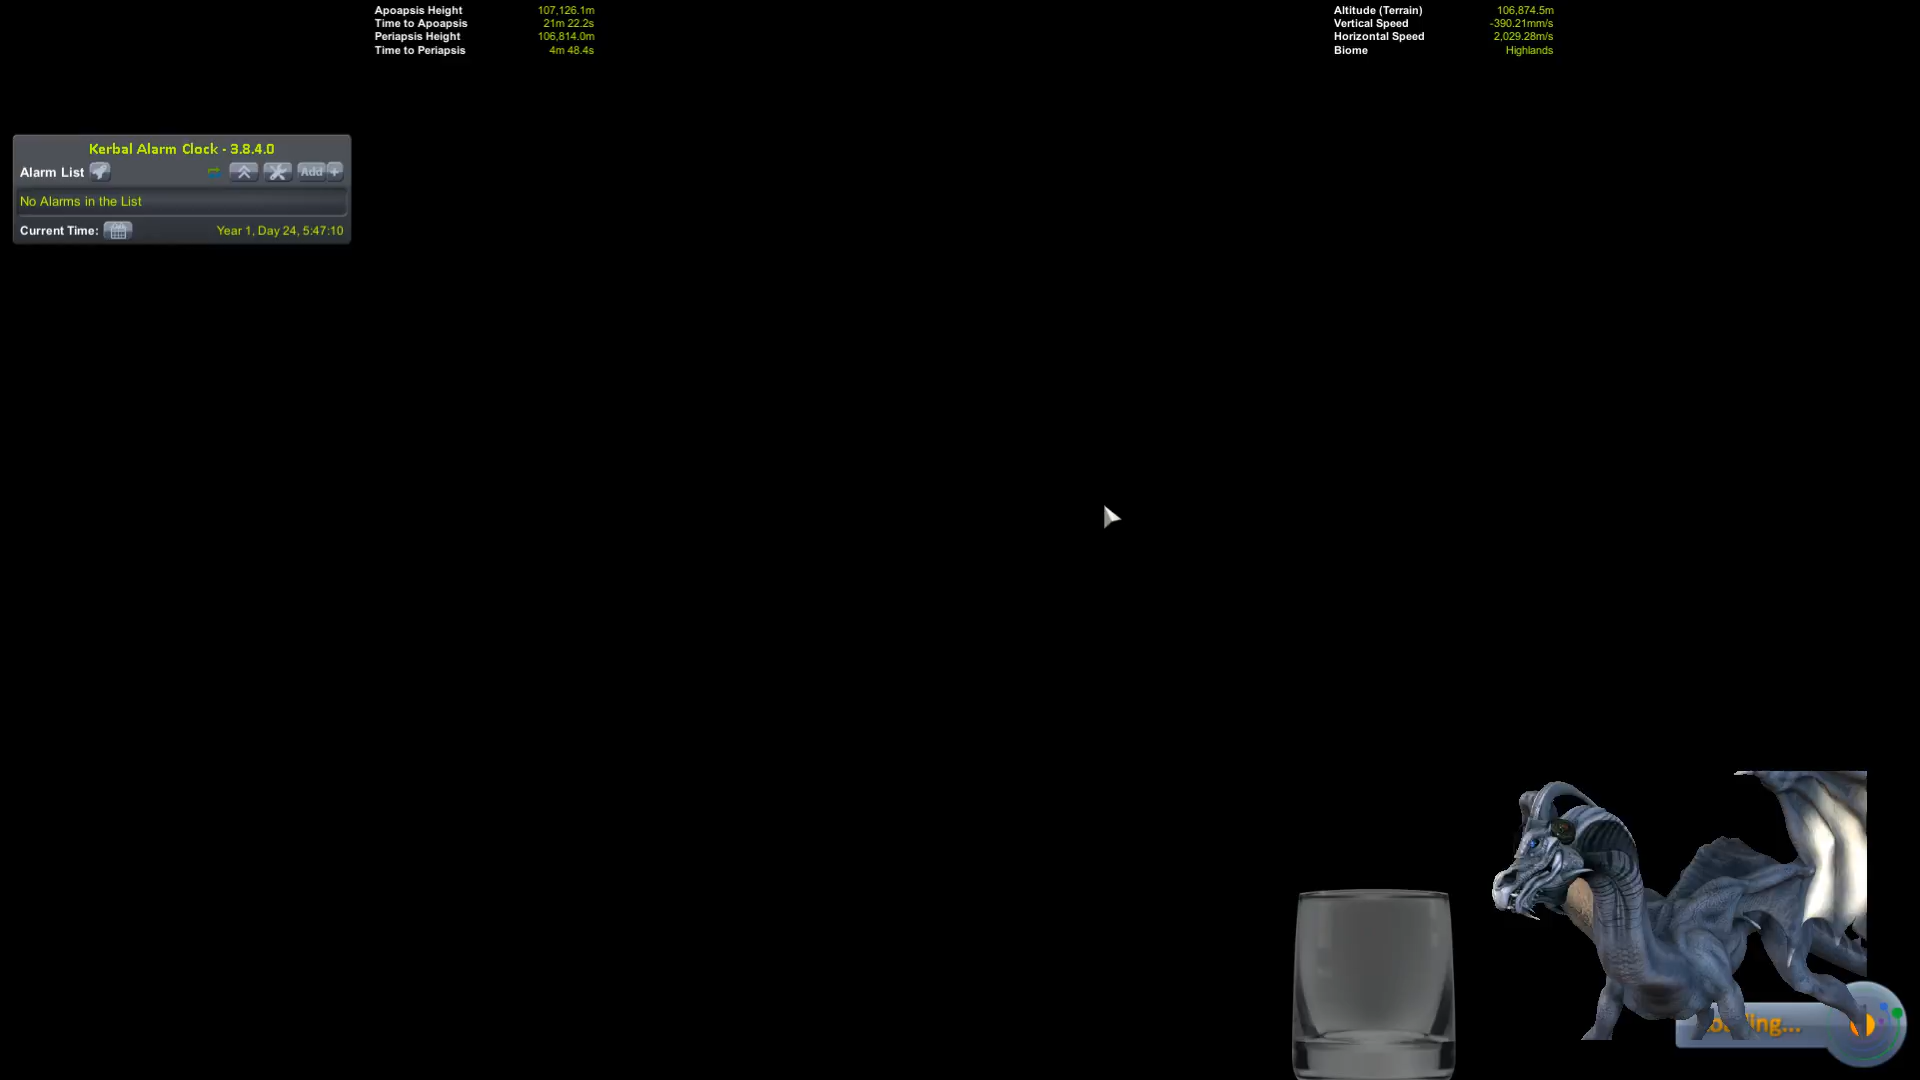 Apoapsis Height 107,126.1m
Time to Apoapsis 21m 22.2s
Periapsis Height 106,814.0m
Time to Periapsis 4m 48.4s
Altitude (Terrain) 106,874.5m
Vertical Speed -390.21mm/s
Horizontal Speed 2,029.28m/s
Biome Highlands
Kerbal Alarm Clock - 3.8.4.0
Alarm List Add +
No Alarms in the List
Current Time: Year 1, Day 24, 5:47:10